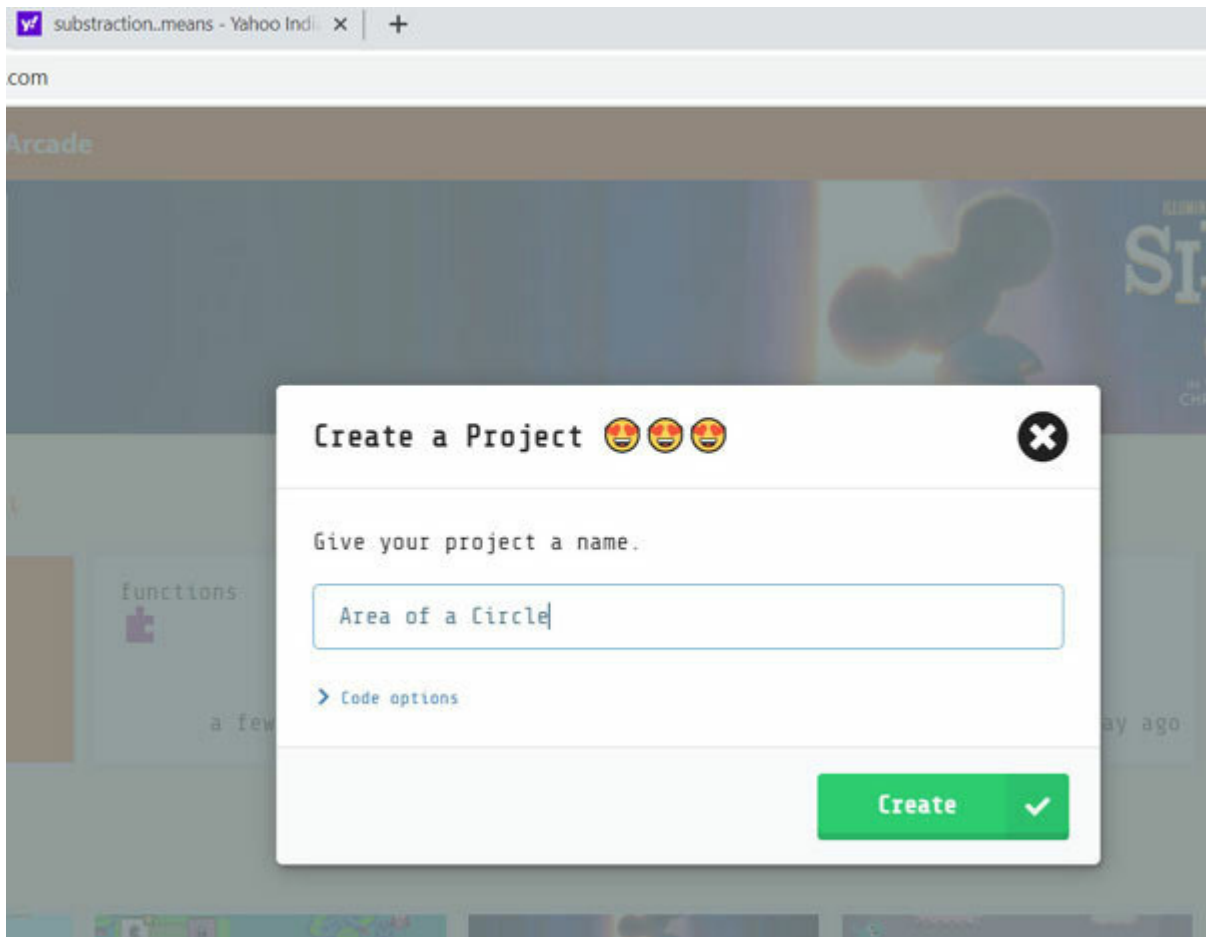 substraction..means - Yahoo Indi
.com
Arcade
SI
Create a Project 😍😍😍
Give your project a name.
functions
Area of a Circle
Code options
a few
ay ago
Create